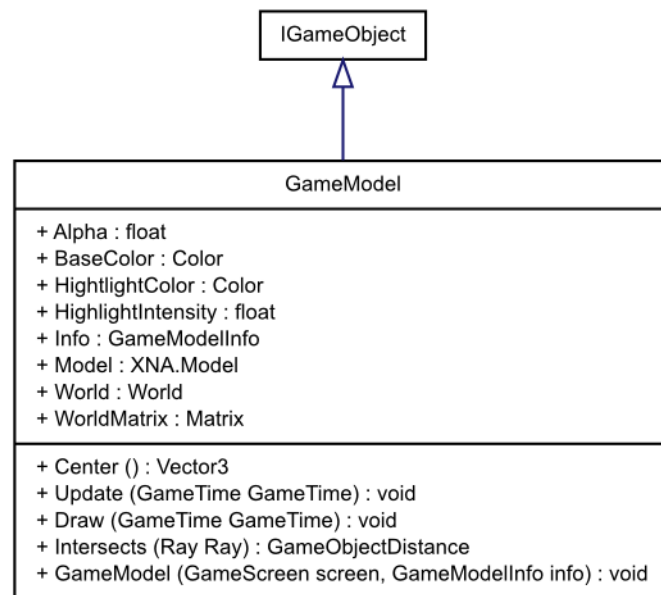 IGameObject
GameModel
+ Alpha : float
+ BaseColor : Color
+ HightlightColor : Color
+ HighlightIntensity : float
+ Info : GameModelInfo
+ Model : XNA.Model
+ World : World
+ WorldMatrix : Matrix
+ Center () : Vector3
+ Update (GameTime GameTime) : void
+ Draw (GameTime GameTime) : void
+ Intersects (Ray Ray) : GameObjectDistance
+ GameModel (GameScreen screen, GameModelInfo info) : void